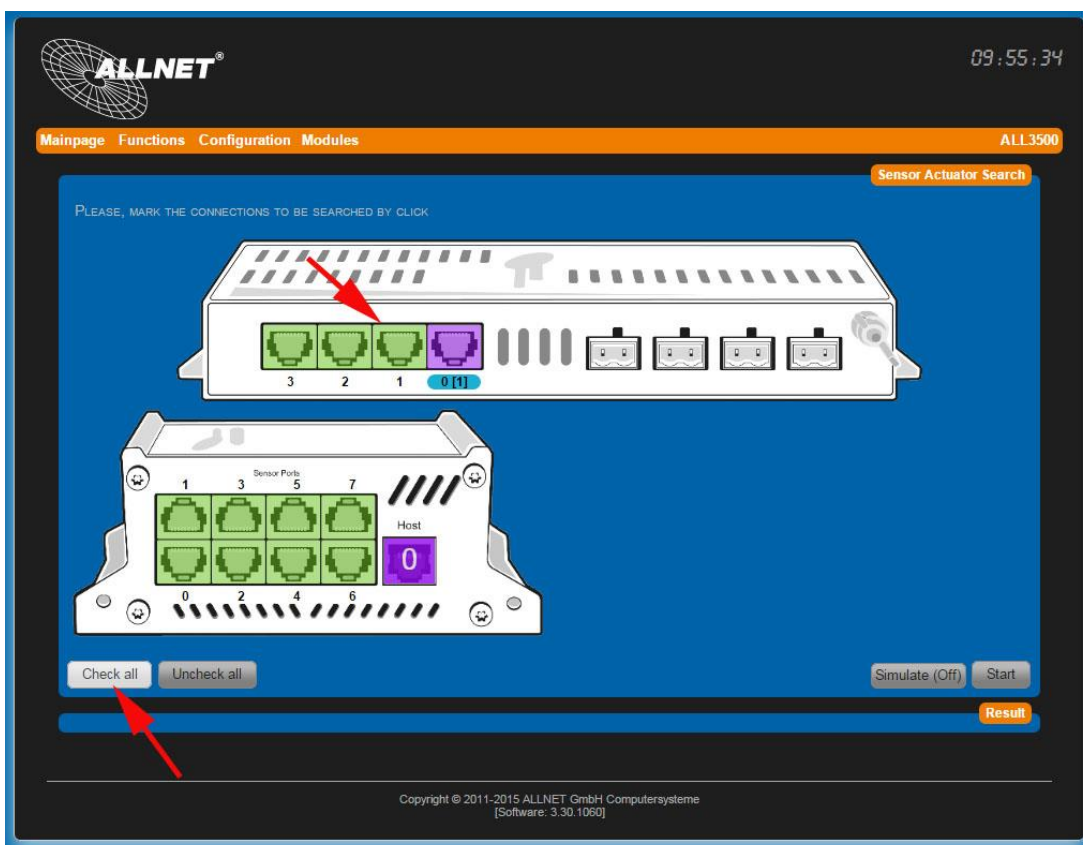 ALLNET®
09:55:34
Mainpage Functions Configuration Modules ALL3500
Sensor Actuator Search
PLEASE, MARK THE CONNECTIONS TO BE SEARCHED BY CLICK
3 2 1 0 [1]
Sensor Ports
1 3 5 7
Host
0
0 2 4 6
Check all Uncheck all Simulate (Off) Start
Result
Copyright © 2011-2015 ALLNET GmbH Computersysteme
[Software: 3.30.1060]